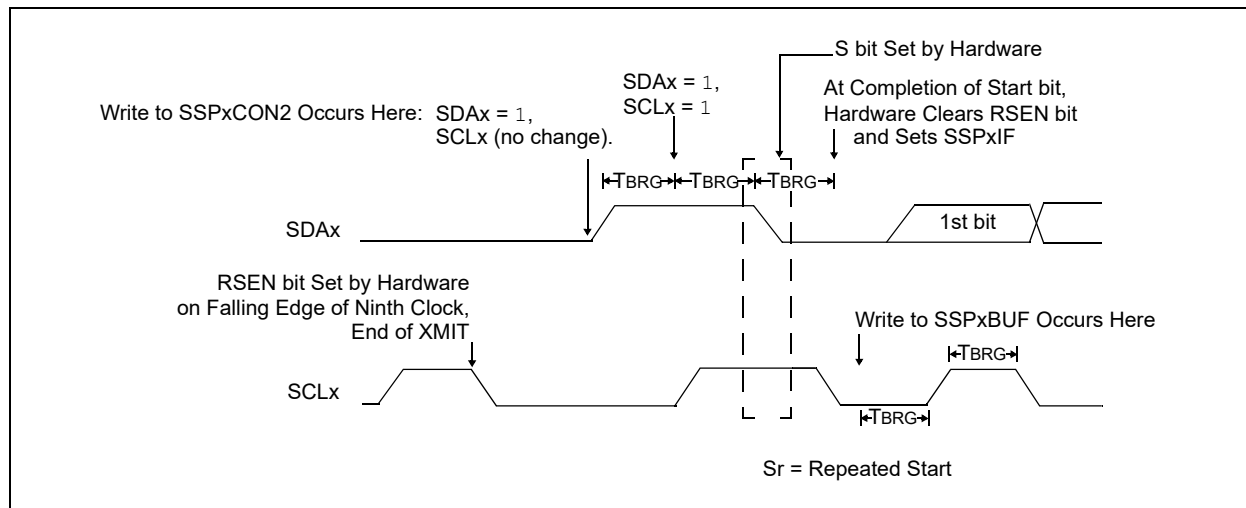 S bit Set by Hardware
SDAx = 1,
SCLx = 1
At Completion of Start bit,
Hardware Clears RSEN bit
and Sets SSPxIF
Write to SSPxCON2 Occurs Here:
SDAx = 1,
SCLx (no change).
TBRG
TBRG
TBRG
SDAx
1st bit
RSEN bit Set by Hardware
on Falling Edge of Ninth Clock,
End of XMIT
Write to SSPxBUF Occurs Here
TBRG
SCLx
TBRG
Sr = Repeated Start